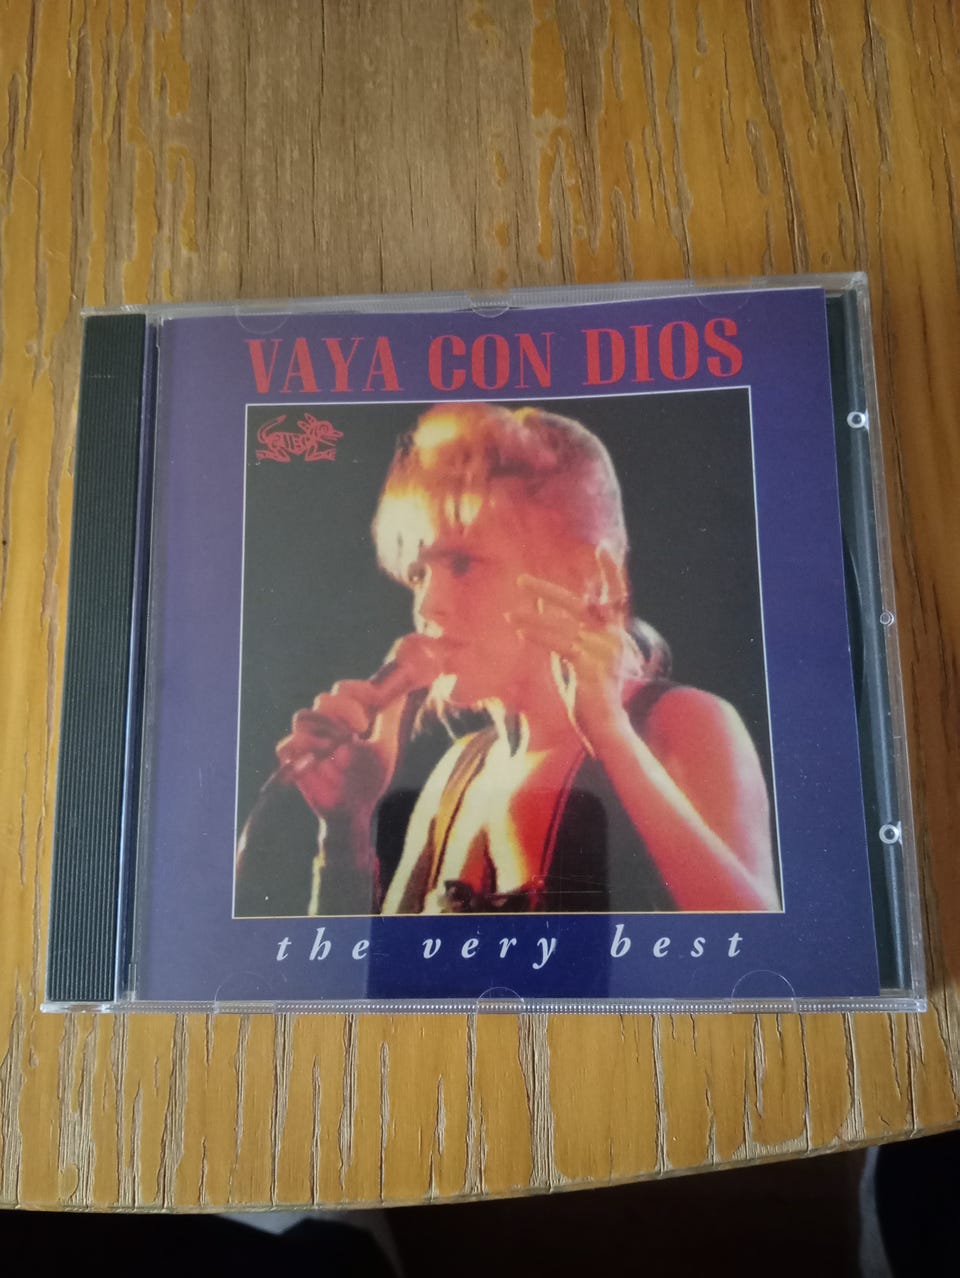 VAYA CON DIOS
the very best